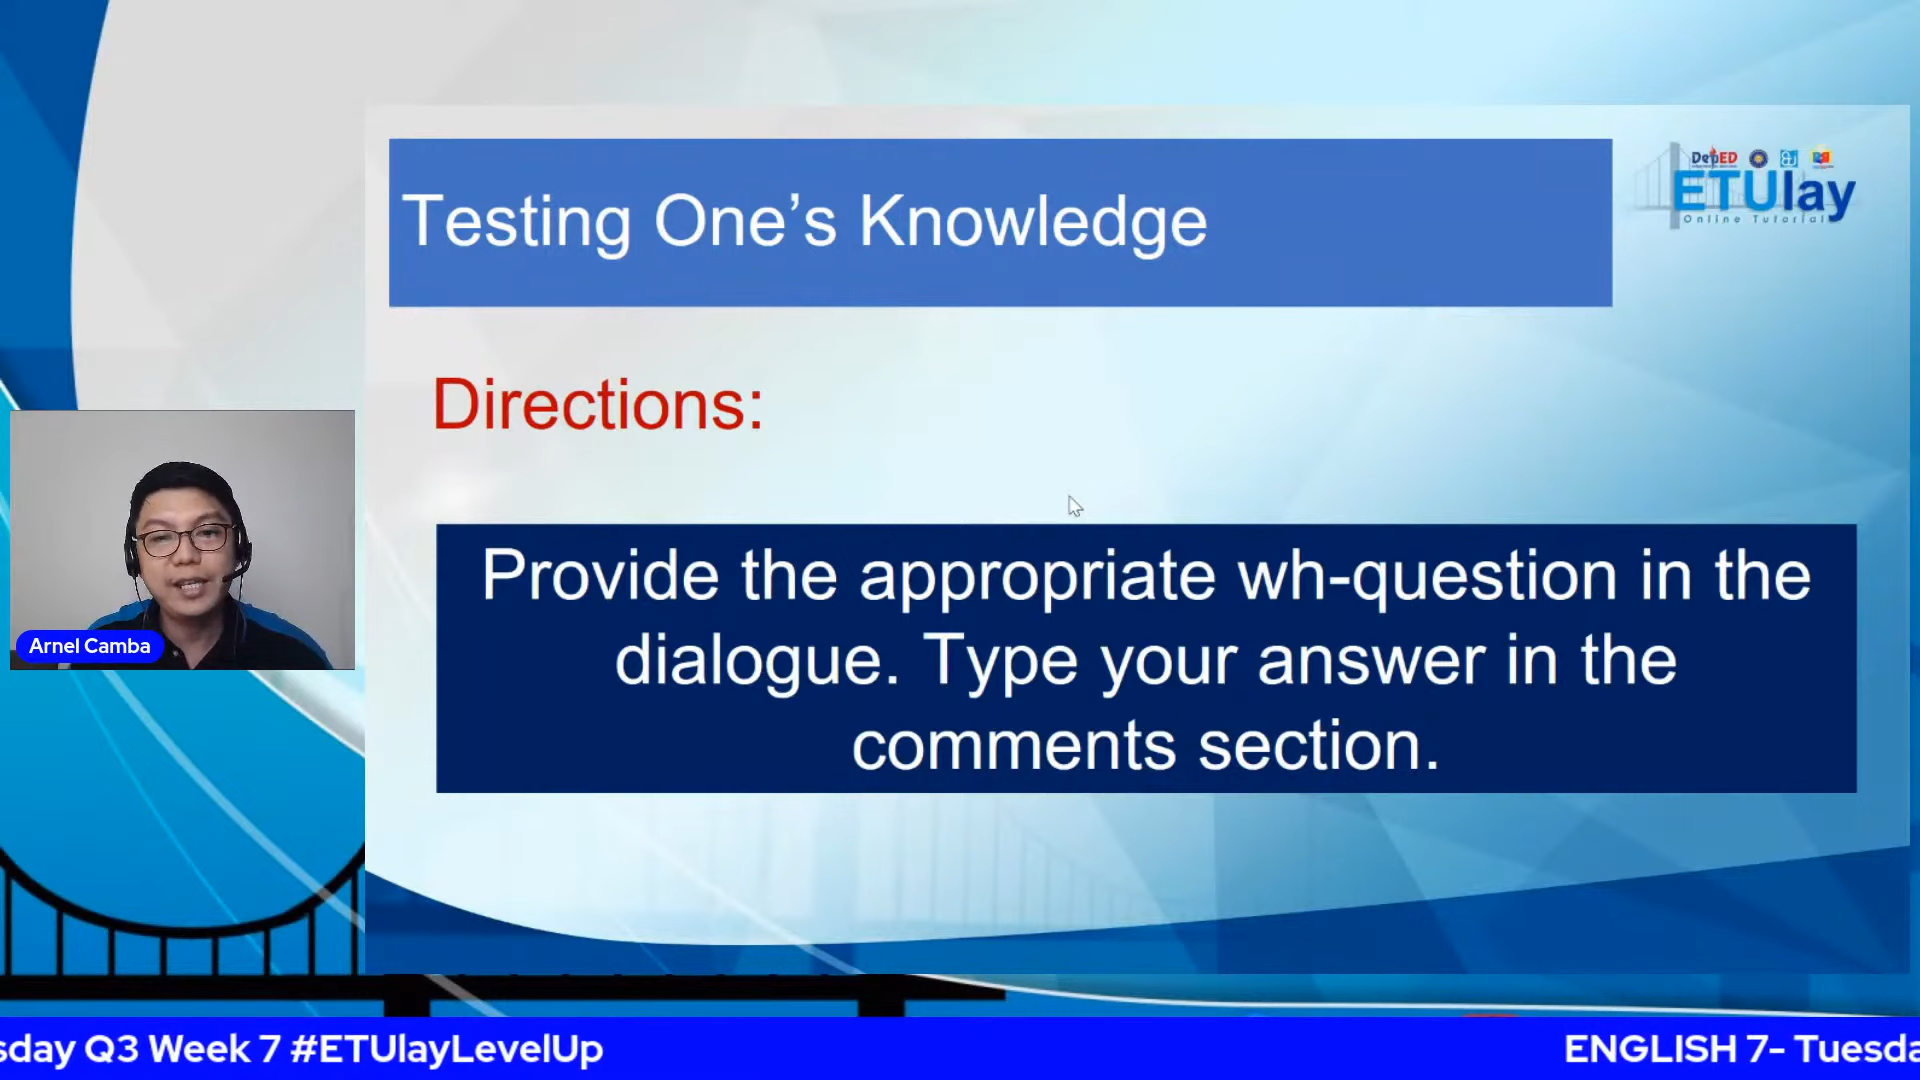 Testing One’s Knowledge
DepED
ETUlay
Online Tutorial
Directions:
Provide the appropriate wh-question in the
dialogue. Type your answer in the
comments section.
Arnel Camba
sday Q3 Week 7 #ETUlayLevelUp
ENGLISH 7- Tuesda